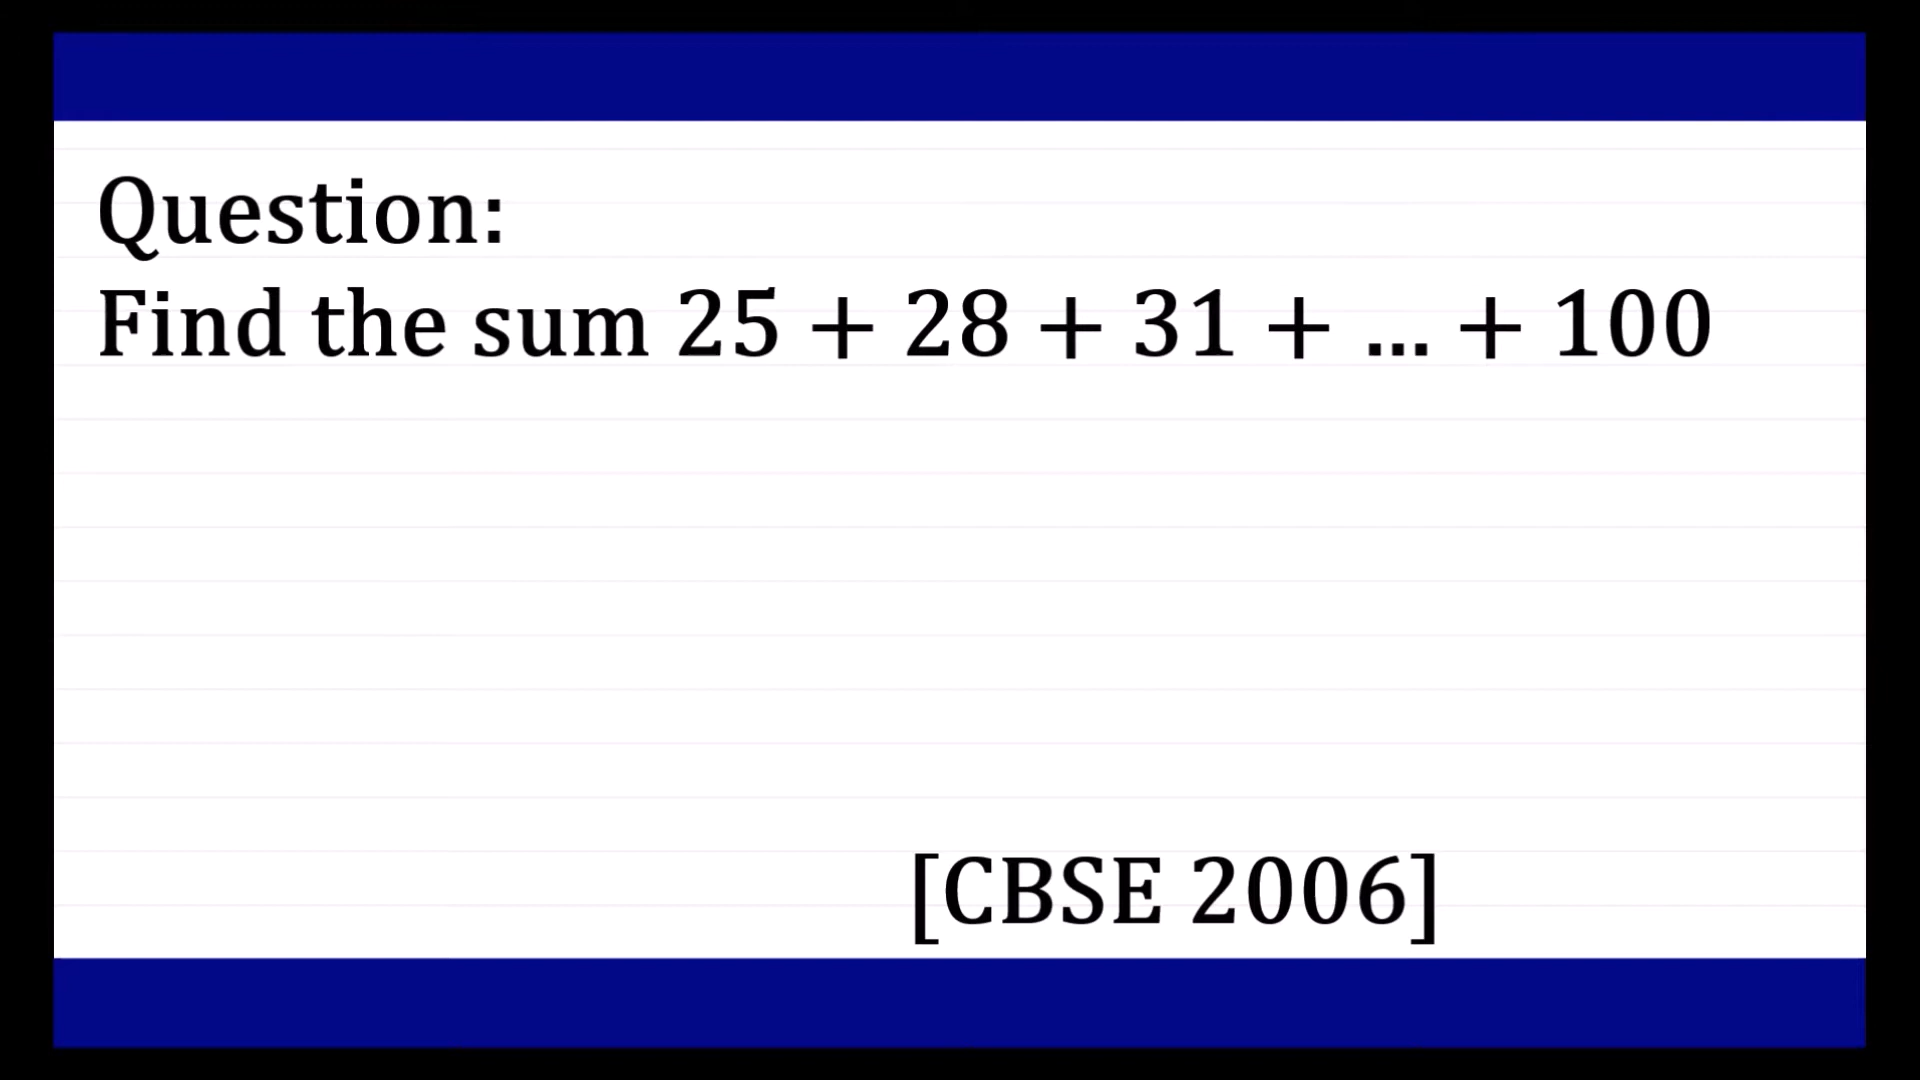 Question:
Find the sum 25 + 28 + 31 + ... + 100
[CBSE 2006]